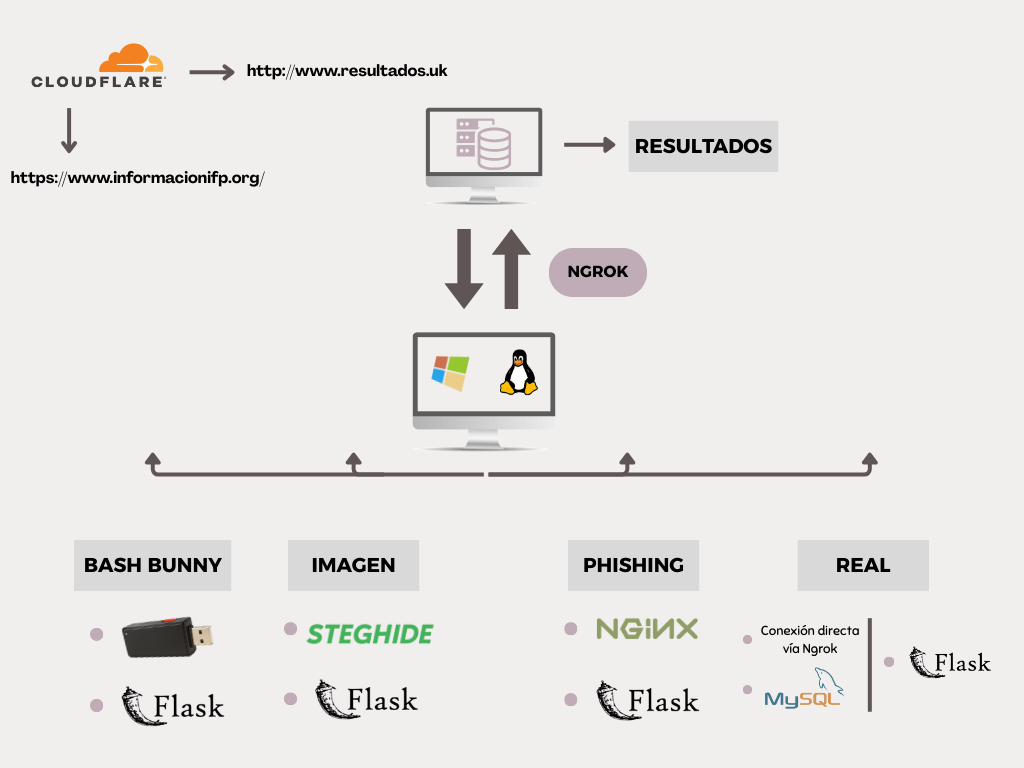 CLOUDFLARE
http://www.resultados.uk
https://www.informacionifp.org/
RESULTADOS
NGROK
BASH BUNNY
IMAGEN
PHISHING
REAL
STEGHIDE
NGINX
Conexión directa
vía Ngrok
MySQL
Flask
Flask
Flask
Flask